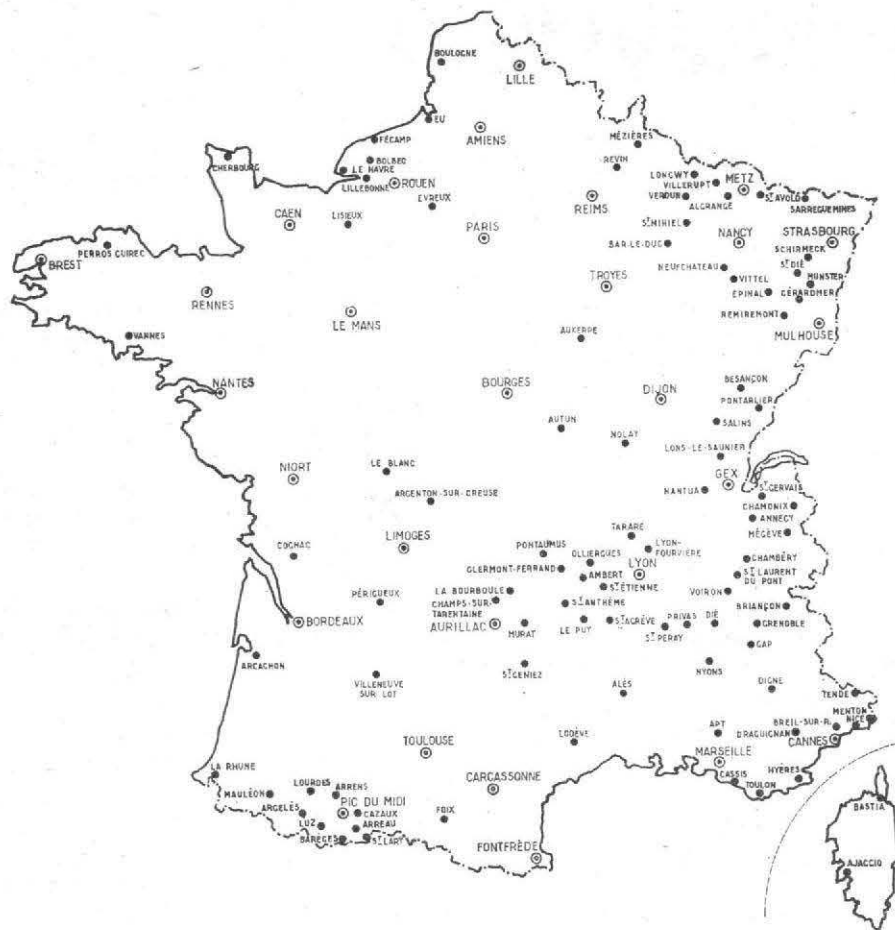 BOULOGNE
LILLE
EU
AMIENS
FÉCAMP
MÉZIÈRES
BOLBEC
REVIN
CHERBOURG
LE HAVRE
LONGWY
LILLEBONNE
ROUEN
VILLERUPT
METZ
VERDUN
ALGRANGE
ST AVOLD
SARREGUEMINES
EVREUX
REIMS
CAEN
LISIEUX
ST MIHIEL
PARIS
BAR-LE-DUC
NANCY
STRASBOURG
PERROS GUIREC
BREST
SCHIRMECK
NEUFCHATEAU
ST DIÉ
TROYES
VITTEL
MUNSTER
RENNES
ÉPINAL
GÉRARDMER
LE MANS
REMIREMONT
VANNES
AUXERRE
MULHOUSE
NANTES
BOURGES
DIJON
BESANÇON
PONTARLIER
AUTUN
NOLAY
SALINS
LONS-LE-SAUNIER
NIORT
LE BLANC
GEX
NANTUA
ST GERVAIS
ARGENTON-SUR-CREUSE
CHAMONIX
ANNECY
TARARE
MÉGÈVE
LIMOGES
COGNAC
PONTAUMUS
LYON-
FOURVIÈRE
OLLIERGUES
CHAMBÉRY
CLERMONT-FERRAND
LYON
AMBERT
ST LAURENT
DU PONT
ST ÉTIENNE
LA BOURBOULE
VOIRON
PÉRIGUEUX
CHAMPS-SUR-
TARENTAINE
ST ANTHÈME
BRIANÇON
BORDEAUX
AURILLAC
MURAT
LE PUY
ST AGRÈVE
PRIVAS
DIE
GRENOBLE
ST PERAY
GAP
ARCACHON
ST GENIEZ
NYONS
VILLENEUVE
SUR LOT
ALÈS
DIGNE
TENDE
MENTON
NICE
LODÈVE
APT
BREIL-SUR-R.
DRAGUIGNAN
CANNES
TOULOUSE
MARSEILLE
LA RHUNE
CARCASSONNE
CASSIS
HYÈRES
TOULON
MAULÉON
LOURDES
ARRENS
ARGELÈS
PIC DU MIDI
CAZAUX
LUZ
ARREAU
FOIX
BARÈGES
ST LARY
FONTFRÈDE
BASTIA
AJACCIO